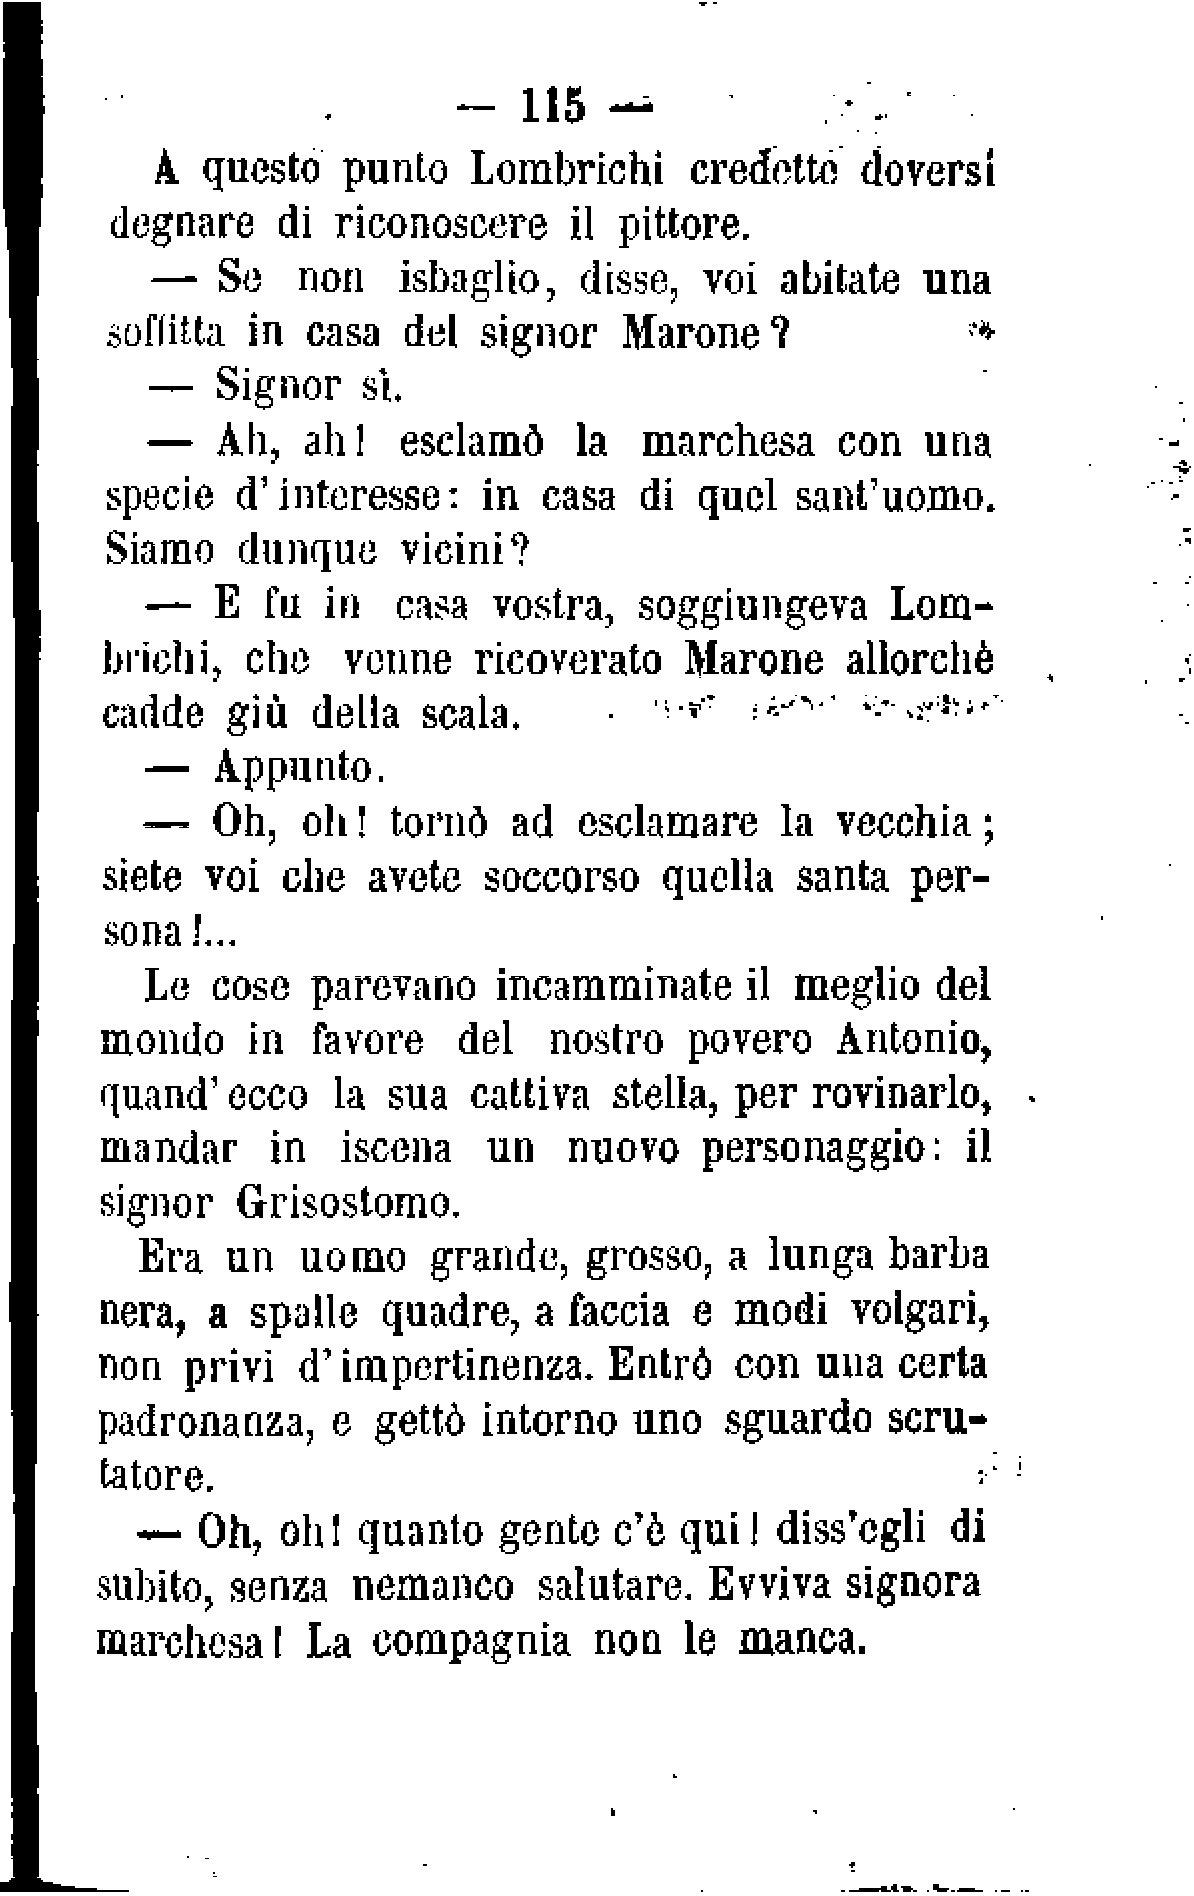 — 115 —
A questo punto Lombrichi credette doversi
degnare di riconoscere il pittore.
— Se non isbaglio, disse, voi abitate una
soffitta in casa del signor Marone?
— Signor sì.
— Ah, ah! esclamò la marchesa con una
specie d'interesse: in casa di quel sant'uomo.
Siamo dunque vicini?
— E fu in casa vostra, soggiungeva Lom-
brichi, che venne ricoverato Marone allorchè
cadde giù della scala.
— Appunto.
— Oh, oh! tornò ad esclamare la vecchia;
siete voi che avete soccorso quella santa per-
sona!...
Le cose parevano incamminate il meglio del
mondo in favore del nostro povero Antonio,
quand'ecco la sua cattiva stella, per rovinarlo,
mandar in iscena un nuovo personaggio: il
signor Grisostomo.
Era un uomo grande, grosso, a lunga barba
nera, a spalle quadre, a faccia e modi volgari,
non privi d'impertinenza. Entrò con una certa
padronanza, e gettò intorno uno sguardo scru-
tatore.
— Oh, oh! quanto gente c'è qui! diss'egli di
subito, senza nemanco salutare. Evviva signora
marchesa! La compagnia non le manca.